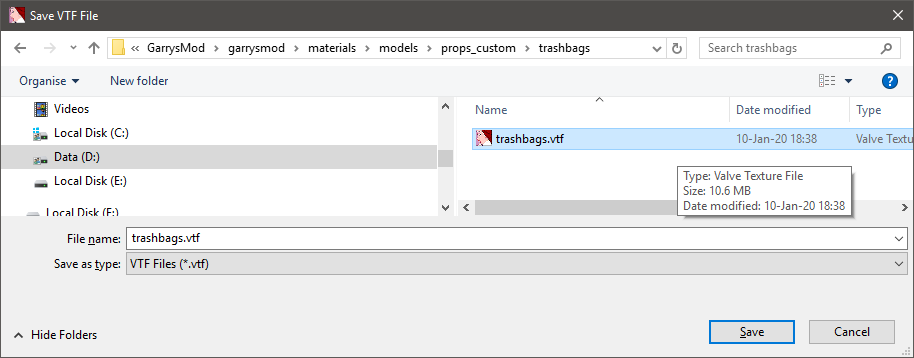 Save VTF File
« GarrysMod › garrysmod › materials › models › props_custom › trashbags
Search trashbags
Organise
New folder
?
Videos
Local Disk (C:)
Data (D:)
Local Disk (E:)
Local Disk (F:)
Name
Date modified
Type
trashbags.vtf
10-Jan-20 18:38
Valve Textu
Type: Valve Texture File
Size: 10.6 MB
Date modified: 10-Jan-20 18:38
File name: trashbags.vtf
Save as type: VTF Files (*.vtf)
Hide Folders
Save
Cancel